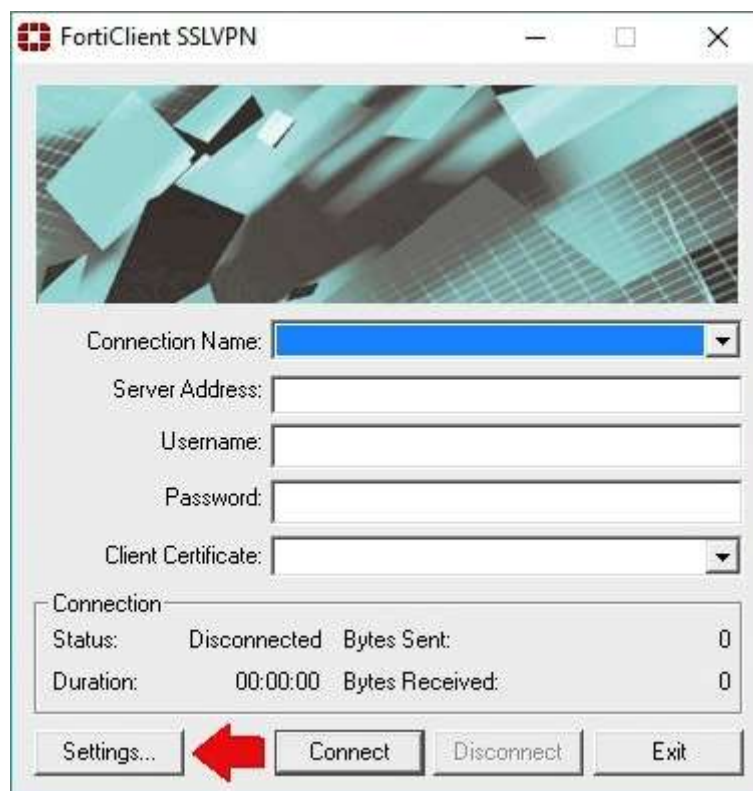 FortiClient SSLVPN
Connection Name:
Server Address:
Username:
Password:
Client Certificate:
Connection
Status: Disconnected Bytes Sent: 0
Duration: 00:00:00 Bytes Received: 0
Settings... Connect Disconnect Exit